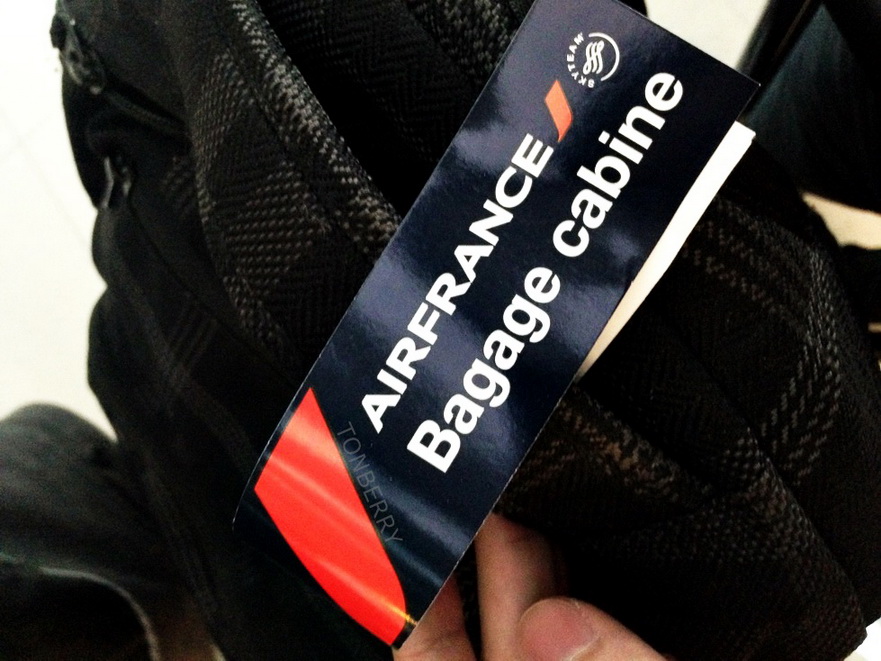 SKYTEAM
AIRFRANCE
Bagage cabine
TONBERRY